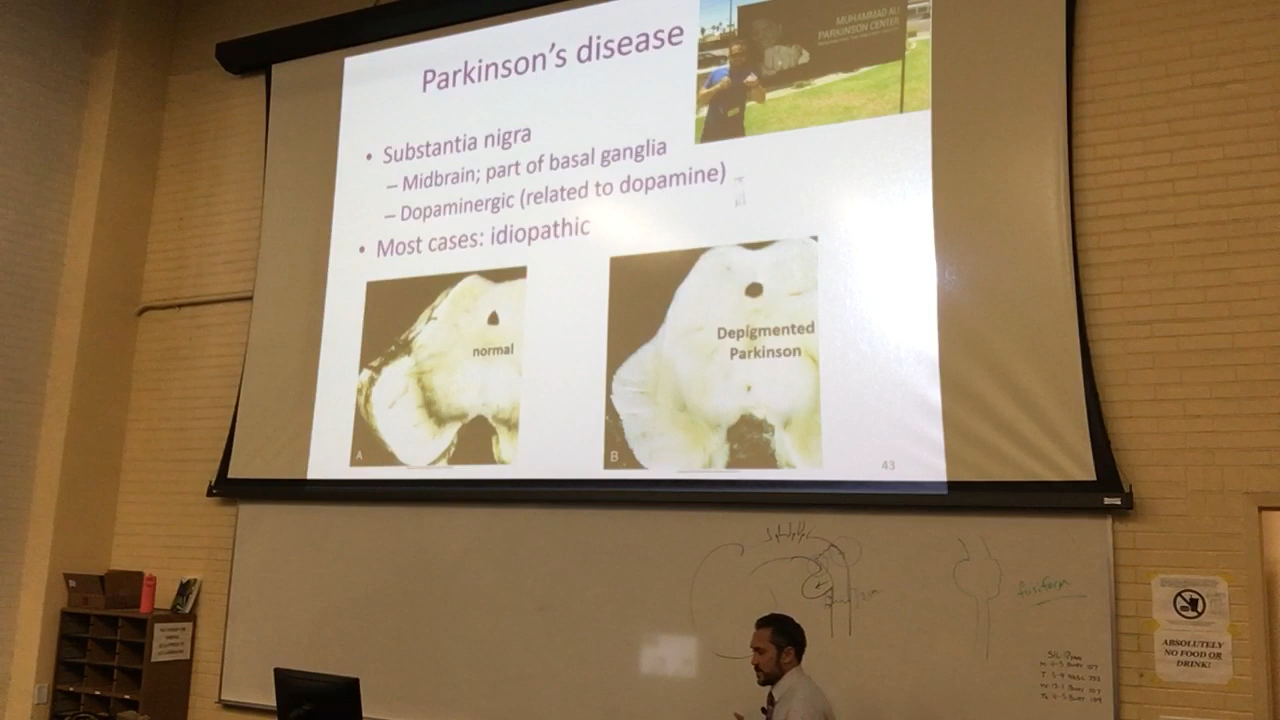 Parkinson's disease
MUHAMMAD ALI
PARKINSON CENTER
• Substantia nigra
– Midbrain; part of basal ganglia
– Dopaminergic (related to dopamine)
• Most cases: idiopathic
normal
A
Depigmented
Parkinson
B
43
fusiform
ABSOLUTELY
NO FOOD OR
DRINK!